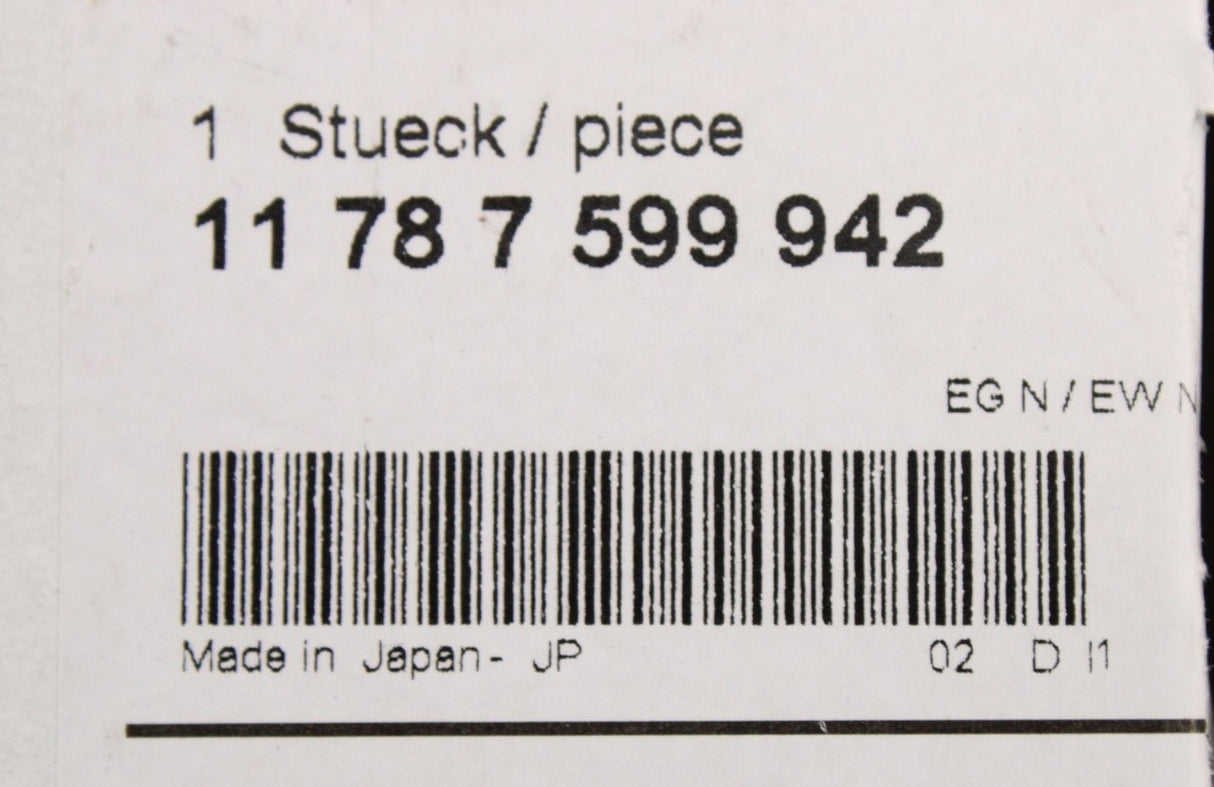 1 Stueck / piece
11 78 7 599 942
EG N / EW N
Made in Japan - JP 02 D I1